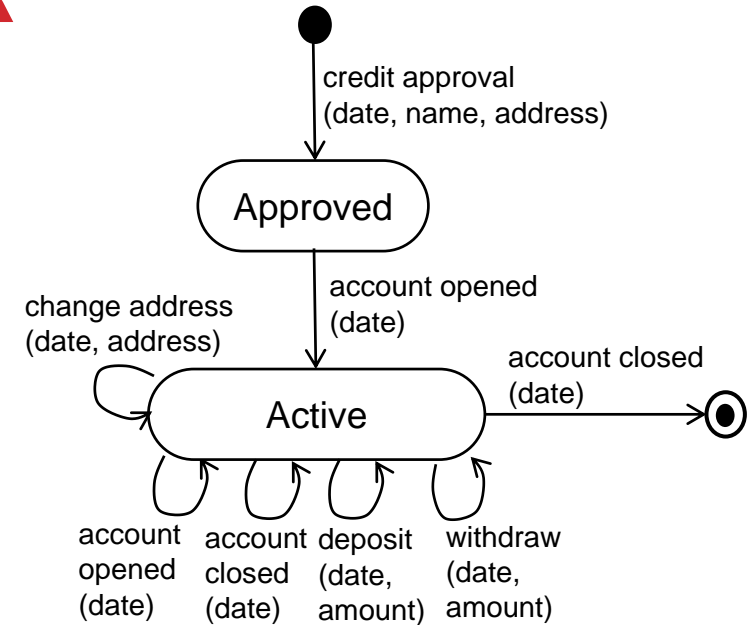 credit approval
(date, name, address)
Approved
account opened
(date)
change address
(date, address)
account closed
(date)
Active
account
opened
(date)
account
closed
(date)
deposit
(date,
amount)
withdraw
(date,
amount)